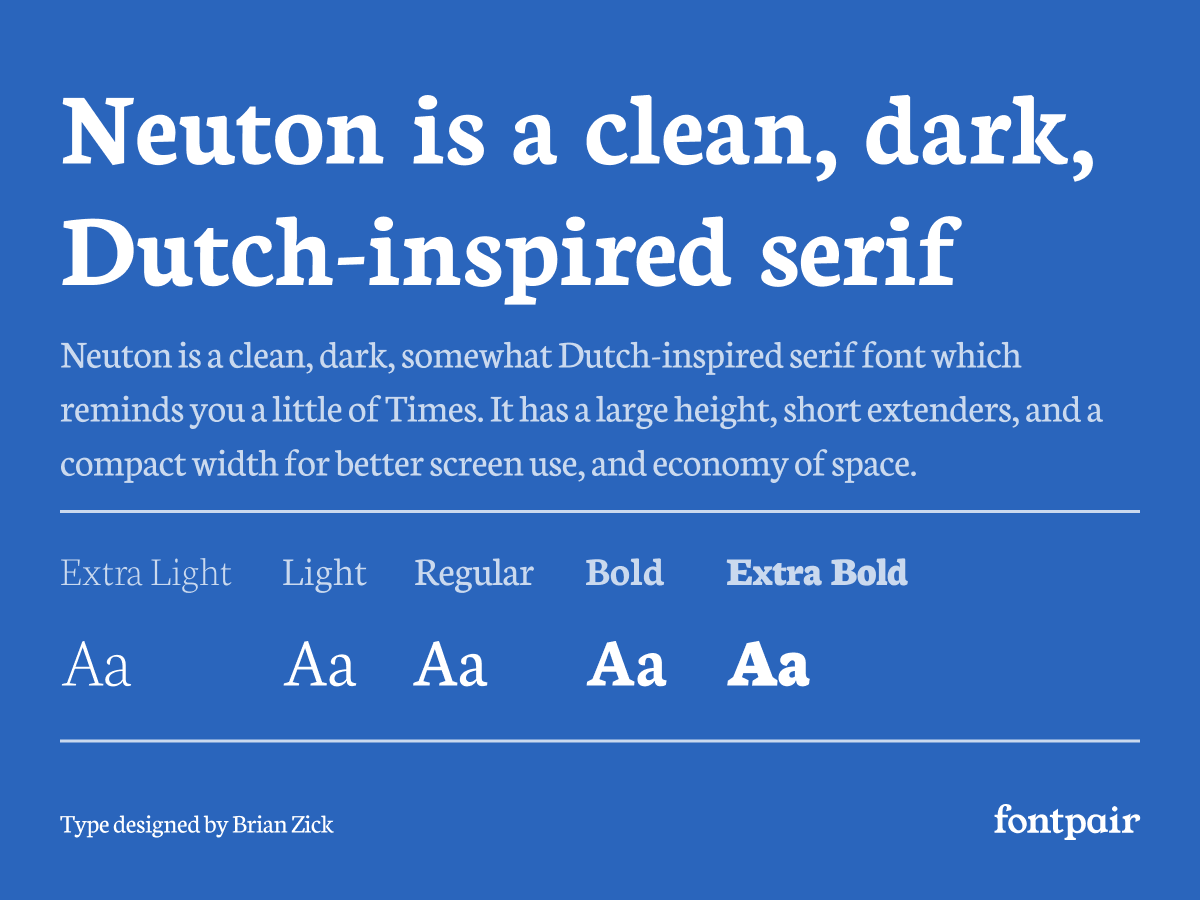 Neuton is a clean, dark,
Dutch-inspired serif
Neuton is a clean, dark, somewhat Dutch-inspired serif font which
reminds you a little of Times. It has a large height, short extenders, and a
compact width for better screen use, and economy of space.
Extra Light Light Regular Bold Extra Bold
Aa Aa Aa Aa Aa
Type designed by Brian Zick fontpair